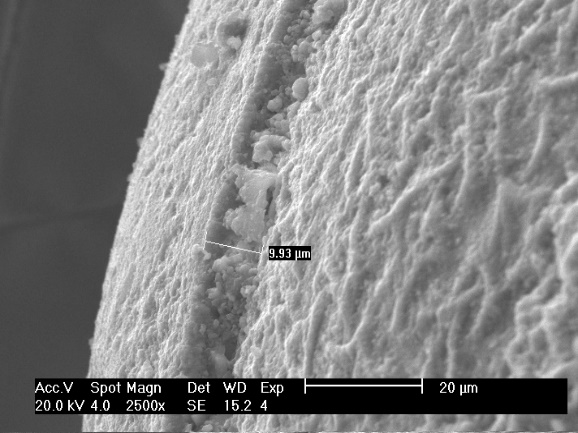 9.93 µm
Acc.V Spot Magn Det WD Exp 20 µm
20.0 kV 4.0 2500x SE 15.2 4